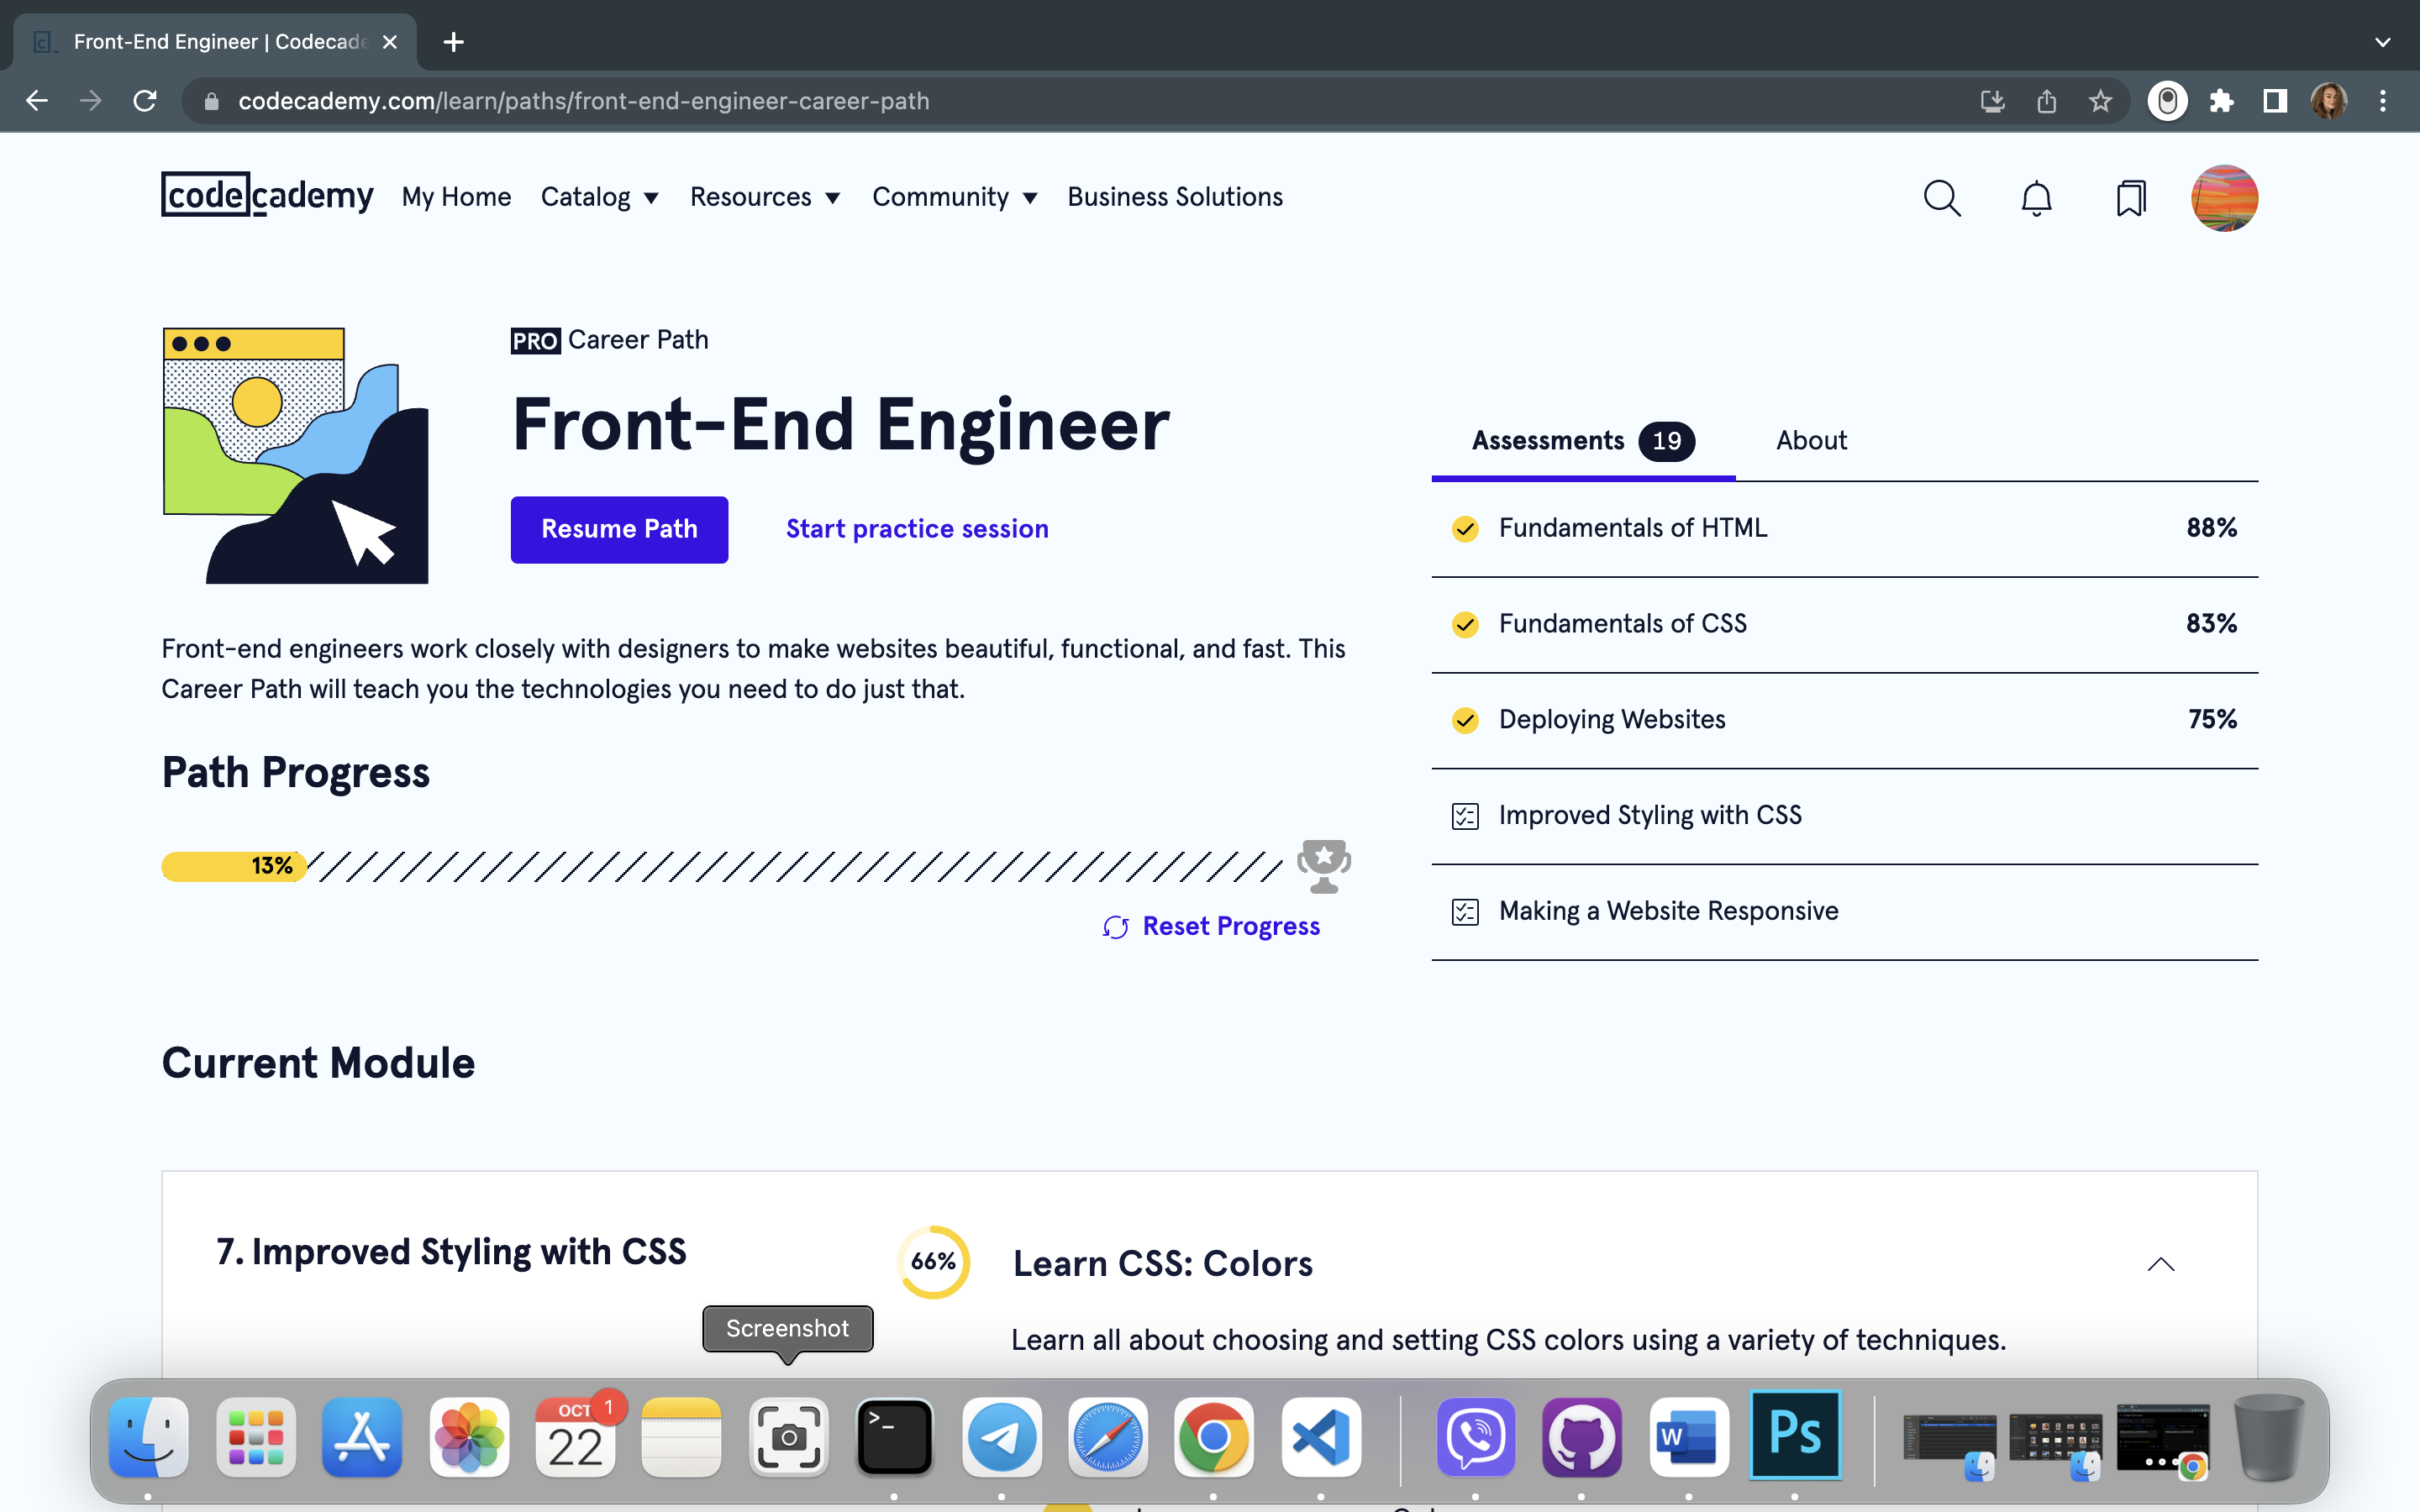 Front-End Engineer | Codecade
codecademy.com/learn/paths/front-end-engineer-career-path
codecademy My Home Catalog Resources Community Business Solutions
PRO Career Path
Front-End Engineer
Resume Path Start practice session
Front-end engineers work closely with designers to make websites beautiful, functional, and fast. This
Career Path will teach you the technologies you need to do just that.
Path Progress
13%
Reset Progress
Assessments 19 About
Fundamentals of HTML 88%
Fundamentals of CSS 83%
Deploying Websites 75%
Improved Styling with CSS
Making a Website Responsive
Current Module
7. Improved Styling with CSS
66% Learn CSS: Colors
Learn all about choosing and setting CSS colors using a variety of techniques.
Screenshot
OCT 1
22
>_
W
Ps